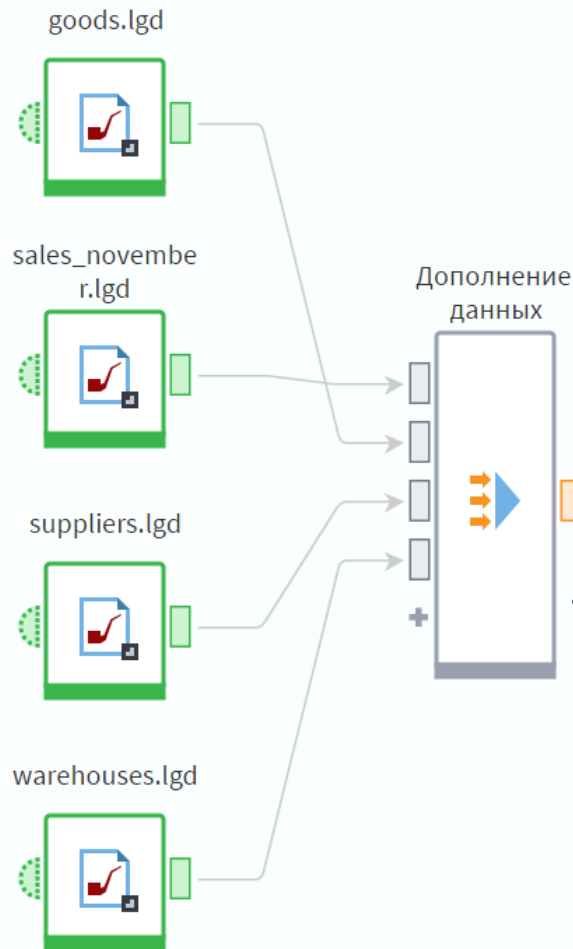 goods.lgd
sales_novembe
r.lgd
Дополнение
данных
suppliers.lgd
warehouses.lgd